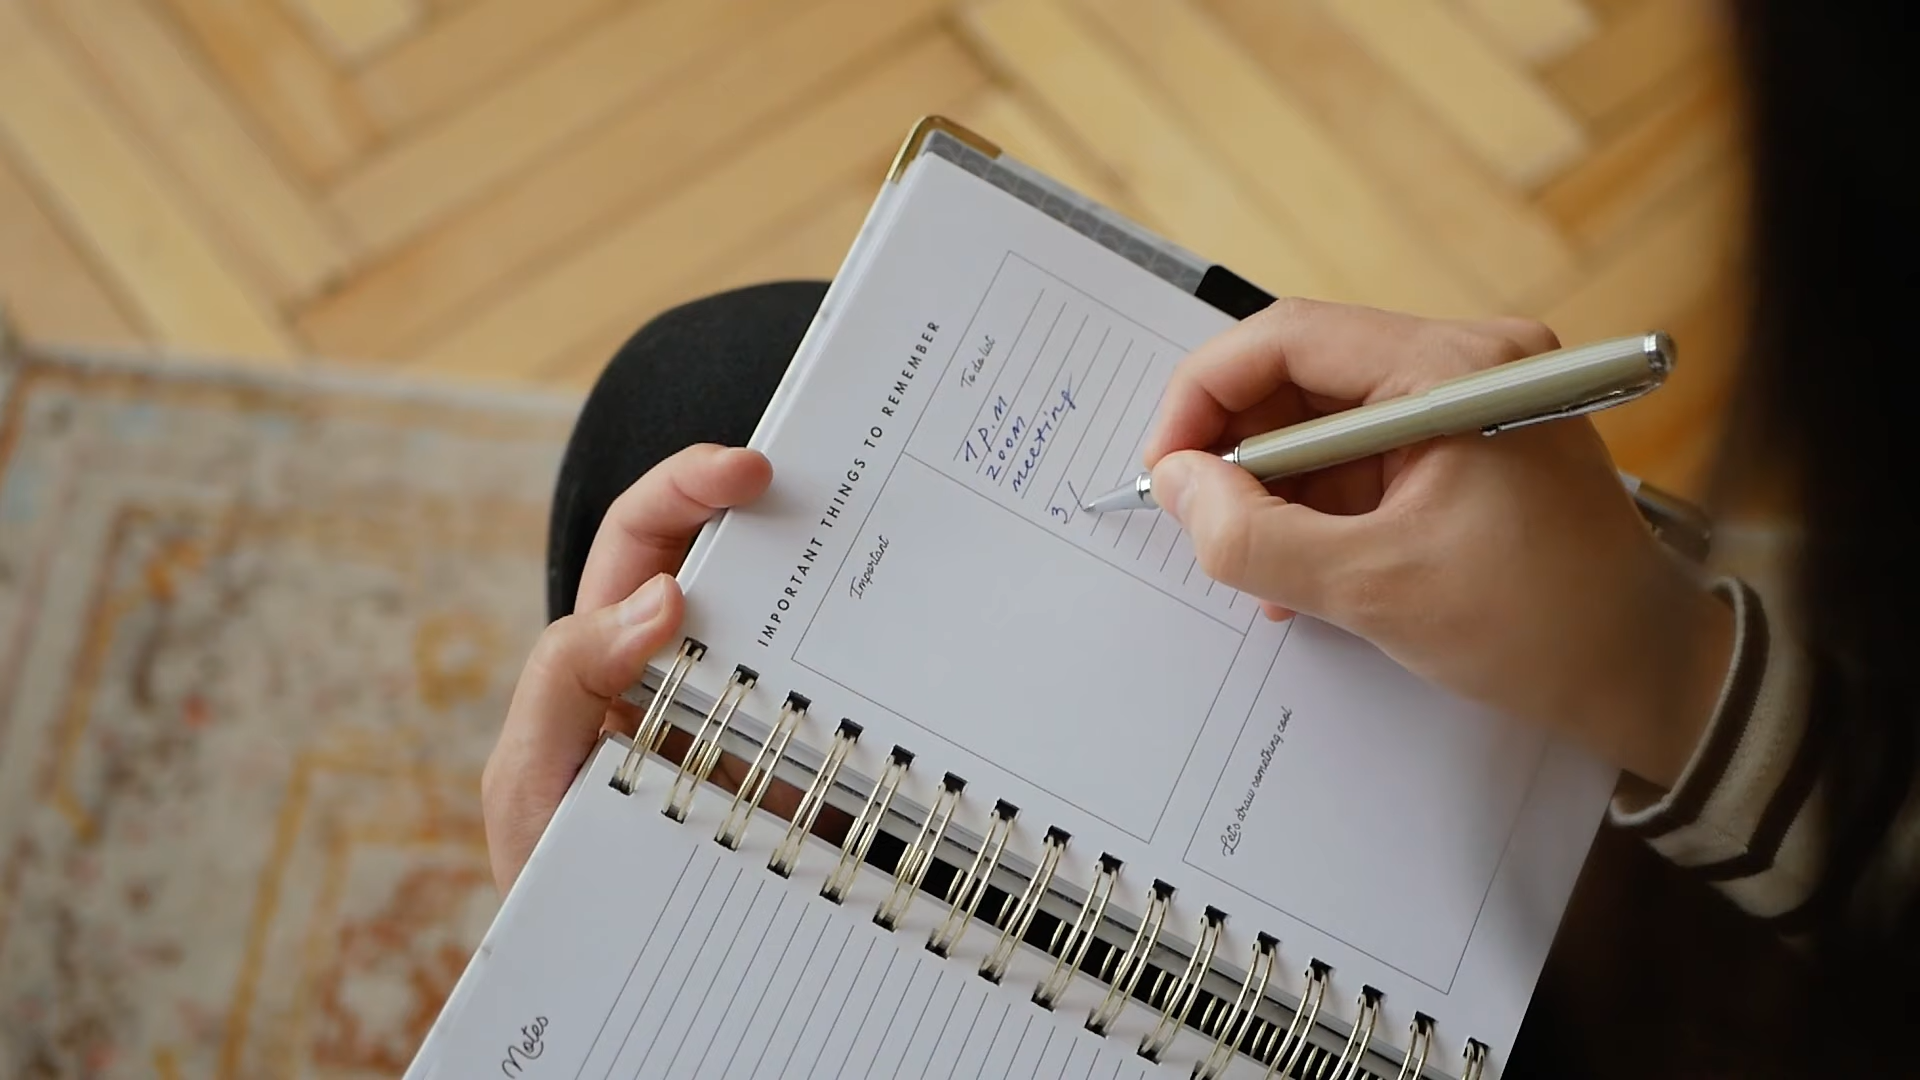 IMPORTANT THINGS TO REMEMBER
To do list
1 P.M
ZOOM
meeting
3
Important
Let's draw something cool
Notes